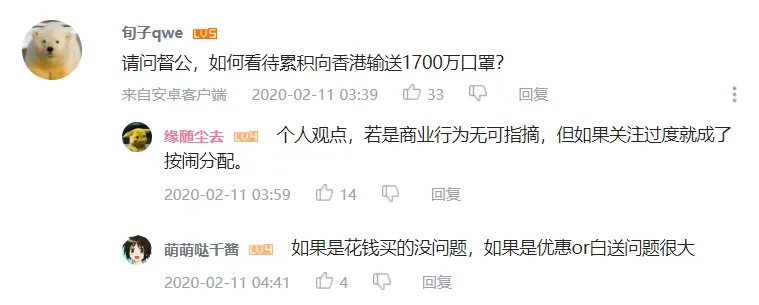 旬子qwe LV5
请问督公，如何看待累积向香港输送1700万口罩？
来自安卓客户端 2020-02-11 03:39 33 回复
缘随尘去 LV4 个人观点，若是商业行为无可指摘，但如果关注过度就成了
按闹分配。
2020-02-11 03:59 14 回复
萌萌哒千酱 LV4 如果是花钱买的没问题，如果是优惠or白送问题很大
2020-02-11 04:41 4 回复